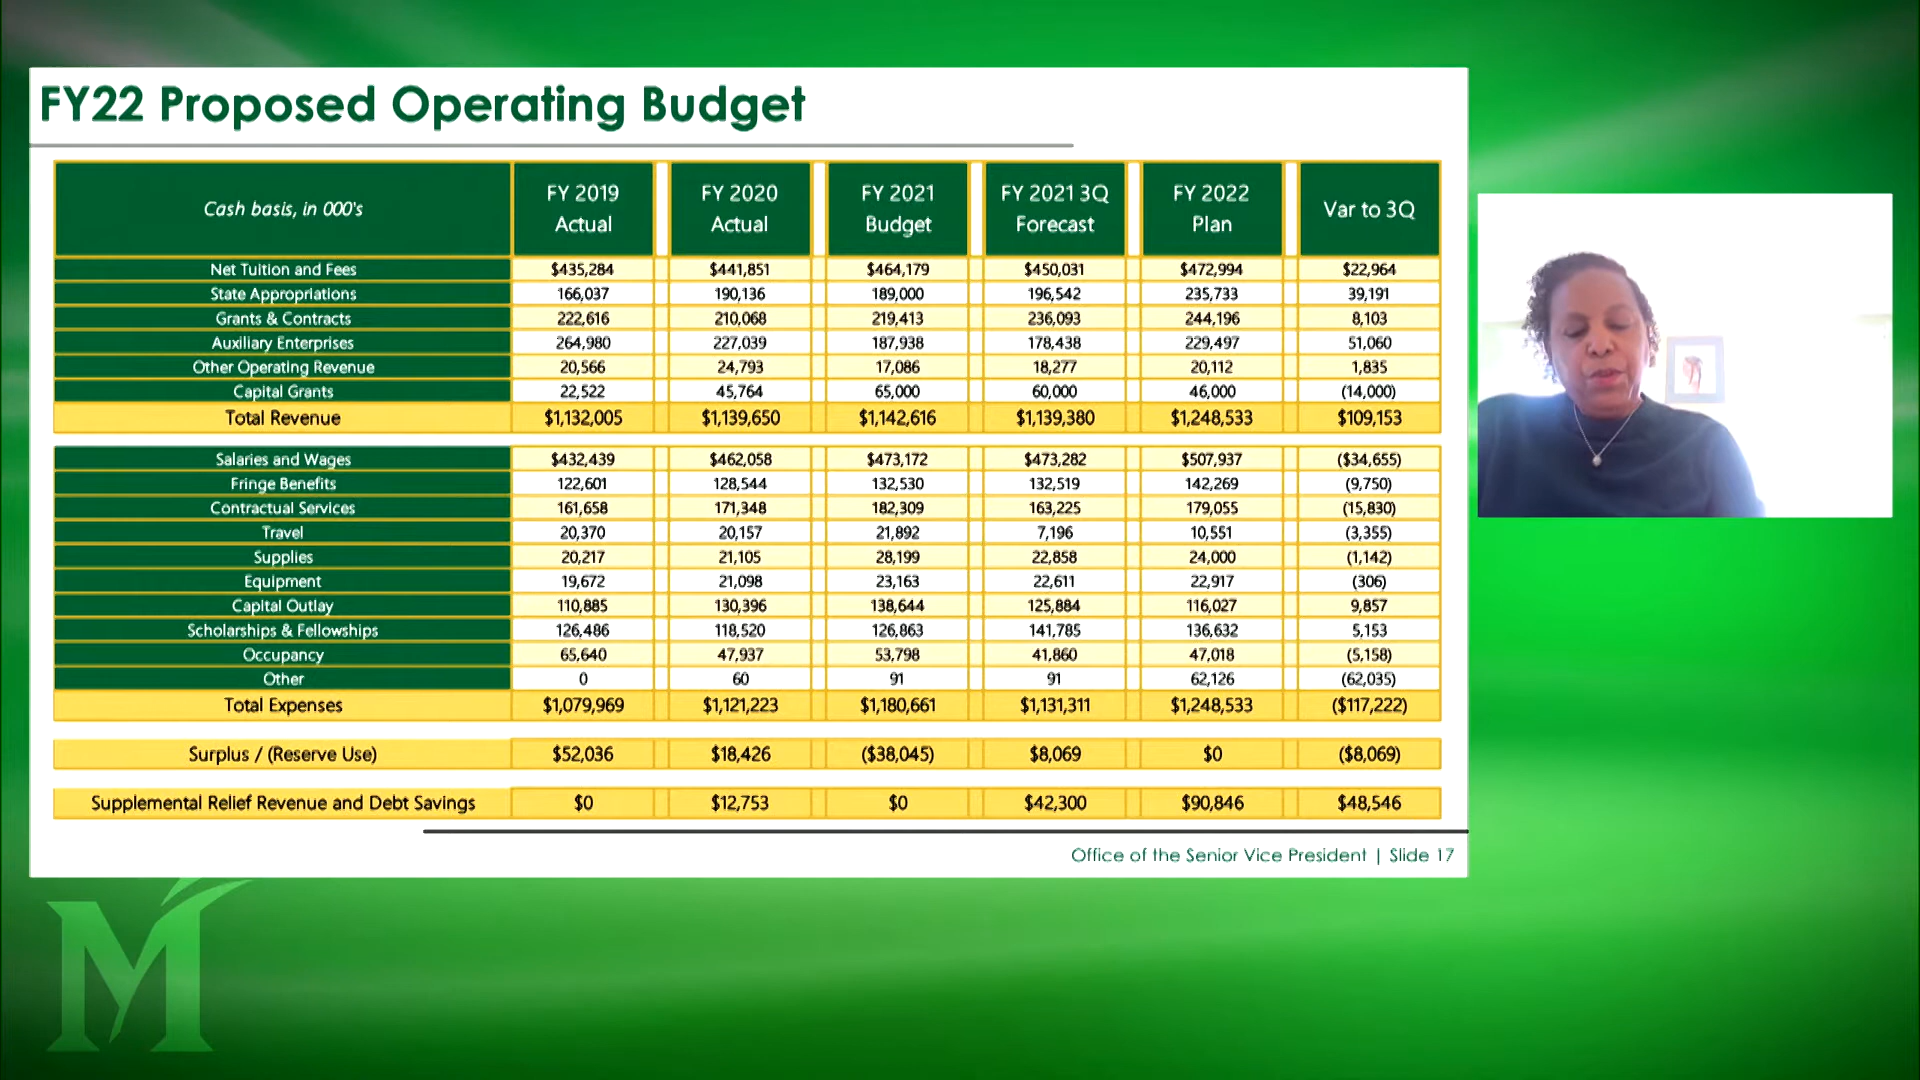 FY22 Proposed Operating Budget
Cash basis, in 000's FY 2019 Actual FY 2020 Actual FY 2021 Budget FY 2021 3Q Forecast FY 2022 Plan Var to 3Q
Net Tuition and Fees $435,284 $441,851 $464,179 $450,031 $472,994 $22,964
State Appropriations 166,037 190,136 189,000 196,542 235,733 39,191
Grants & Contracts 222,616 210,068 219,413 236,093 244,196 8,103
Auxiliary Enterprises 264,980 227,039 187,938 178,438 229,497 51,060
Other Operating Revenue 20,566 24,793 17,086 18,277 20,112 1,835
Capital Grants 22,522 45,764 65,000 60,000 46,000 (14,000)
Total Revenue $1,132,005 $1,139,650 $1,142,616 $1,139,380 $1,248,533 $109,153
Salaries and Wages $432,439 $462,058 $473,172 $473,282 $507,937 ($34,655)
Fringe Benefits 122,601 128,544 132,530 132,519 142,269 (9,750)
Contractual Services 161,658 171,348 182,309 163,225 179,055 (15,830)
Travel 20,370 20,157 21,892 7,196 10,551 (3,355)
Supplies 20,217 21,105 28,199 22,858 24,000 (1,142)
Equipment 19,672 21,098 23,163 22,611 22,917 (306)
Capital Outlay 110,885 130,396 138,644 125,884 116,027 9,857
Scholarships & Fellowships 126,486 118,520 126,863 141,785 136,632 5,153
Occupancy 65,640 47,937 53,798 41,860 47,018 (5,158)
Other 0 60 91 91 62,126 (62,035)
Total Expenses $1,079,969 $1,121,223 $1,180,661 $1,131,311 $1,248,533 ($117,222)
Surplus / (Reserve Use) $52,036 $18,426 ($38,045) $8,069 $0 ($8,069)
Supplemental Relief Revenue and Debt Savings $0 $12,753 $0 $42,300 $90,846 $48,546
Office of the Senior Vice President | Slide 17
M